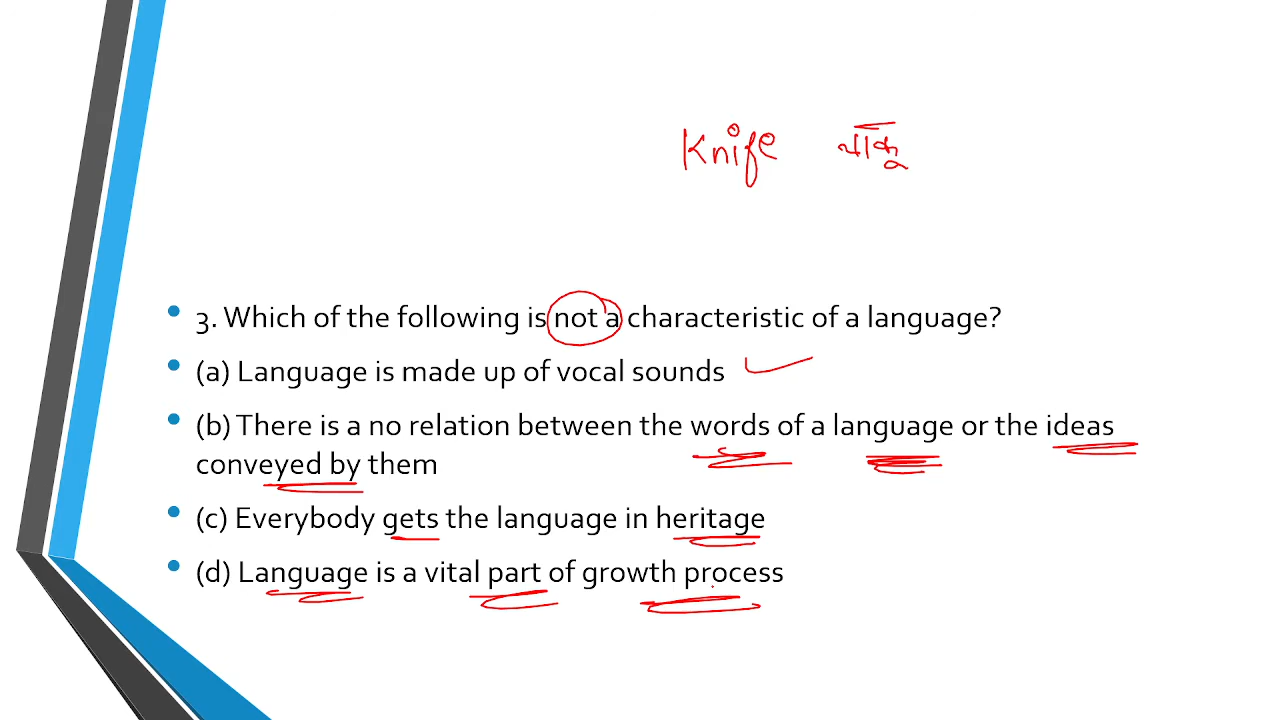 Knife चाकू
3. Which of the following is not a characteristic of a language?
(a) Language is made up of vocal sounds
(b) There is a no relation between the words of a language or the ideas
conveyed by them
(c) Everybody gets the language in heritage
(d) Language is a vital part of growth process